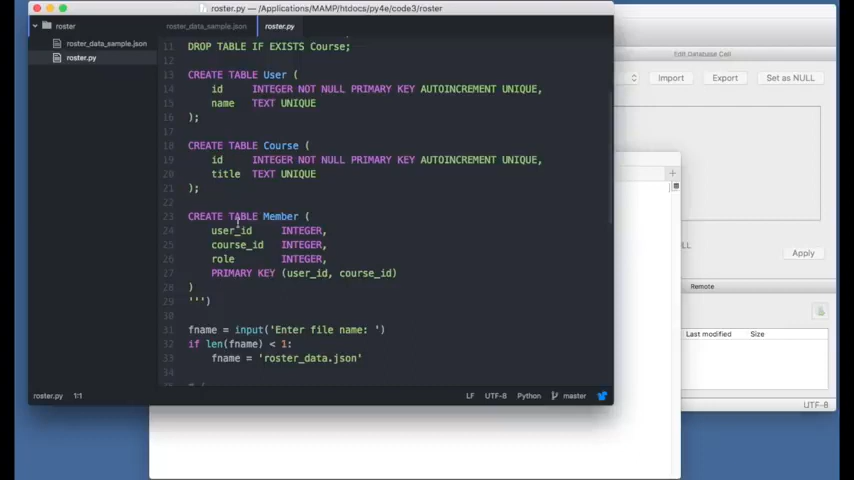 roster.py — /Applications/MAMP/htdocs/py4e/code3/roster
roster
roster_data_sample.json
roster.py
roster_data_sample.json
roster.py
11 DROP TABLE IF EXISTS Course;
12
13 CREATE TABLE User (
14 id INTEGER NOT NULL PRIMARY KEY AUTOINCREMENT UNIQUE,
15 name TEXT UNIQUE
16 );
17
18 CREATE TABLE Course (
19 id INTEGER NOT NULL PRIMARY KEY AUTOINCREMENT UNIQUE,
20 title TEXT UNIQUE
21 );
22
23 CREATE TABLE Member (
24 user_id INTEGER,
25 course_id INTEGER,
26 role INTEGER,
27 PRIMARY KEY (user_id, course_id)
28 )
29 ''')
30
31 fname = input('Enter file name: ')
32 if len(fname) < 1:
33 fname = 'roster_data.json'
34
roster.py 1:1 LF UTF-8 Python master
Edit Database Cell
Import Export Set as NULL
Apply
Remote
Last modified Size
UTF-8